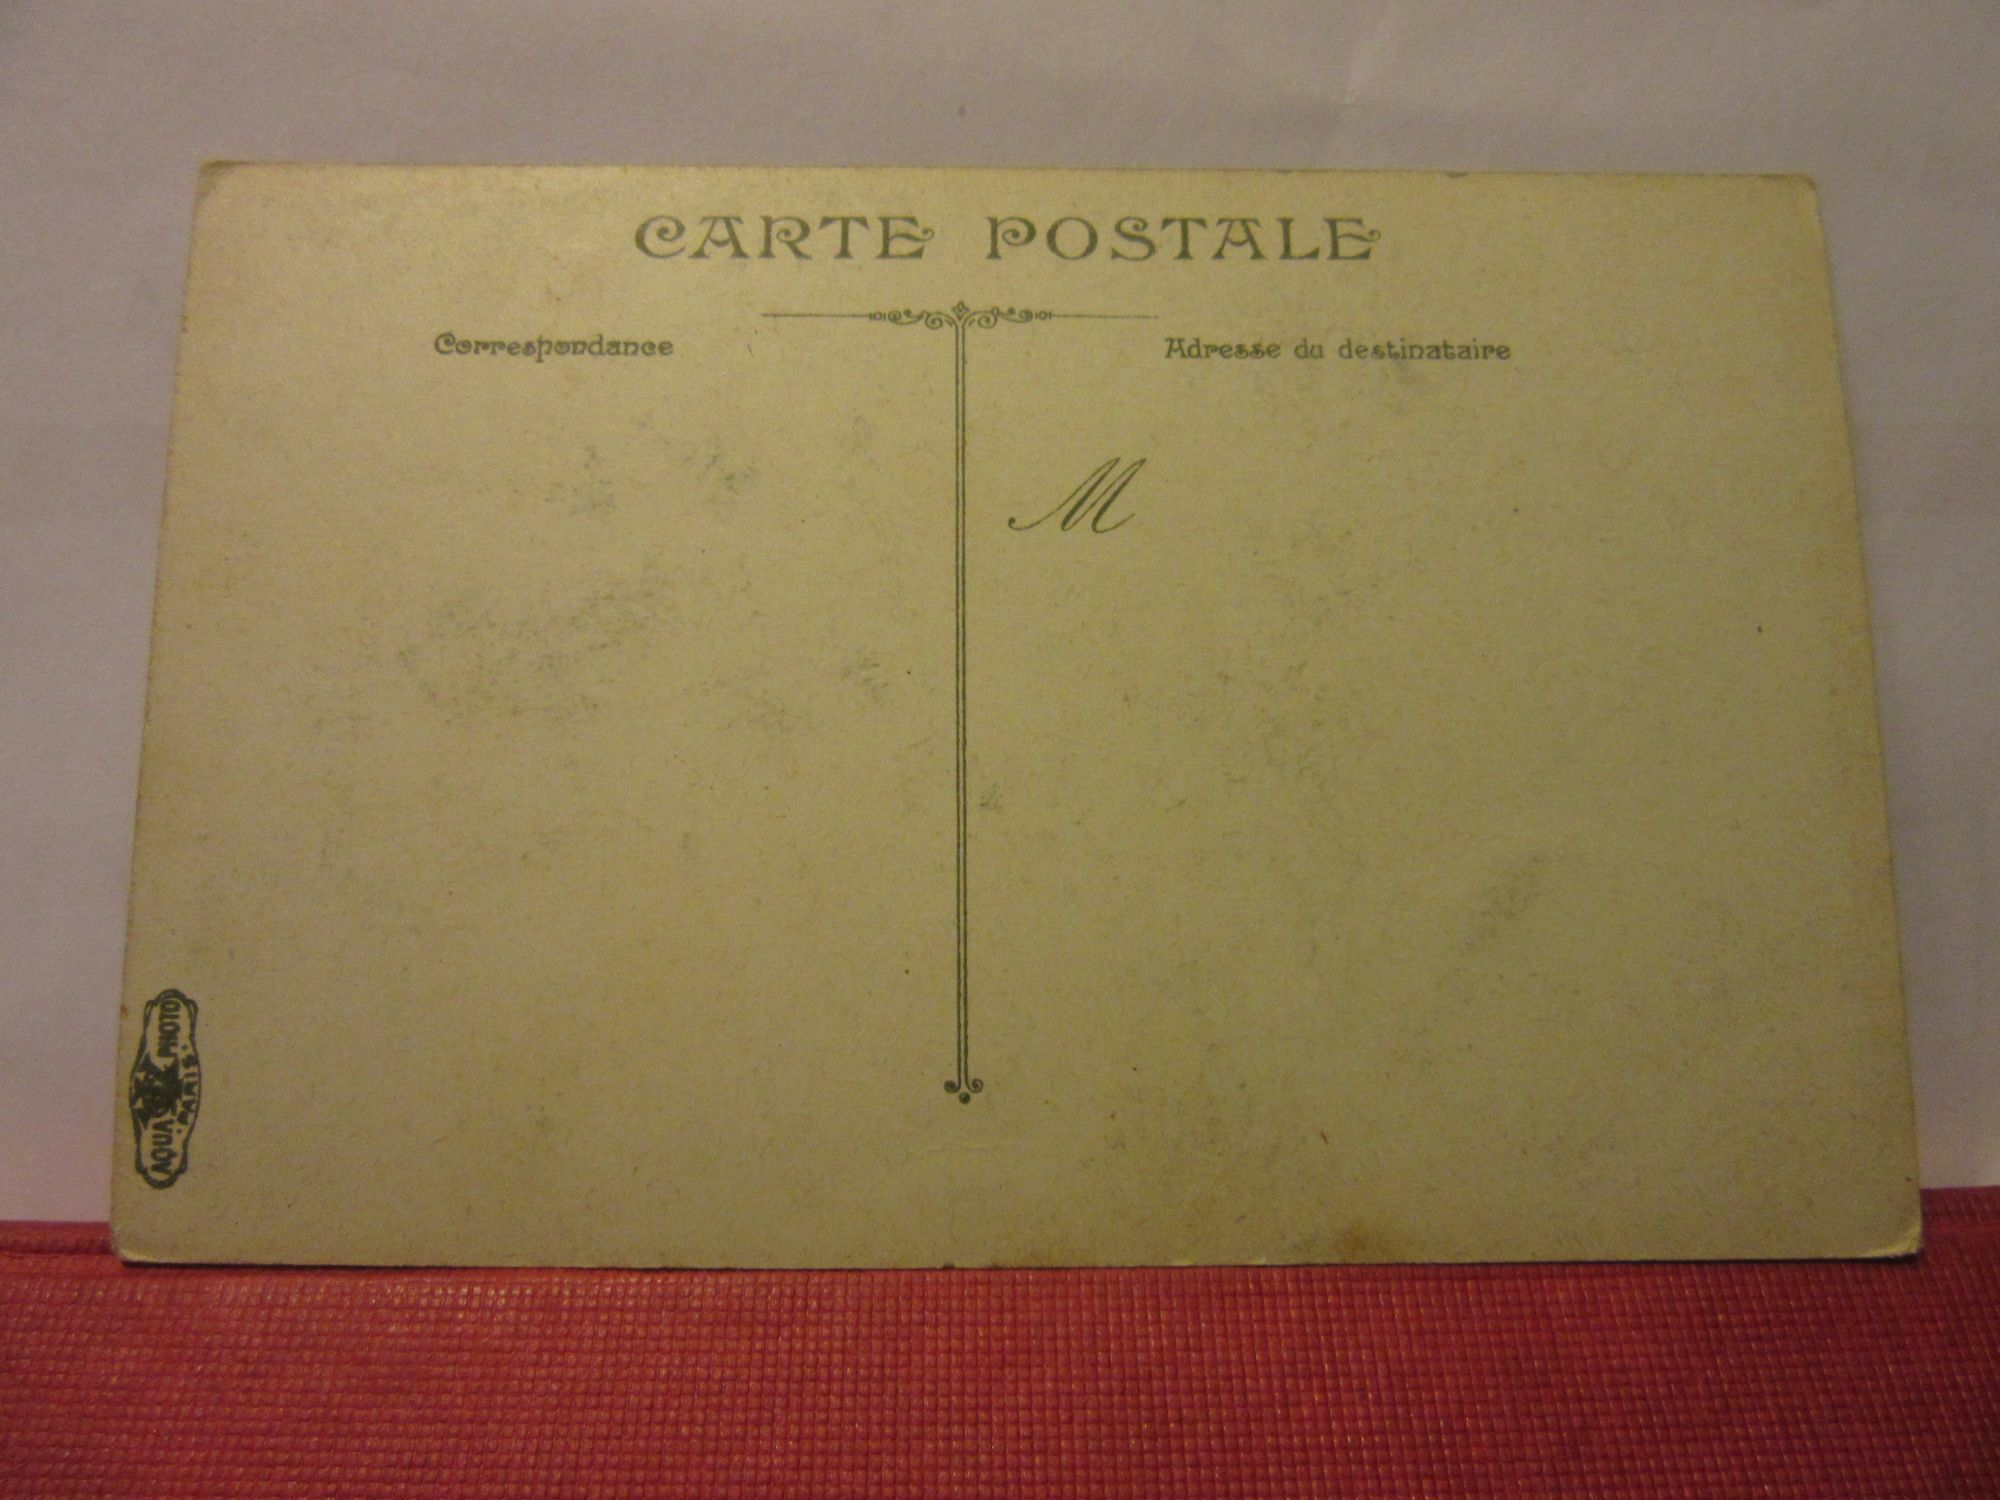 CARTE POSTALE
Correspondance
Adresse du destinataire
M
AQUA PHOTO
PARIS